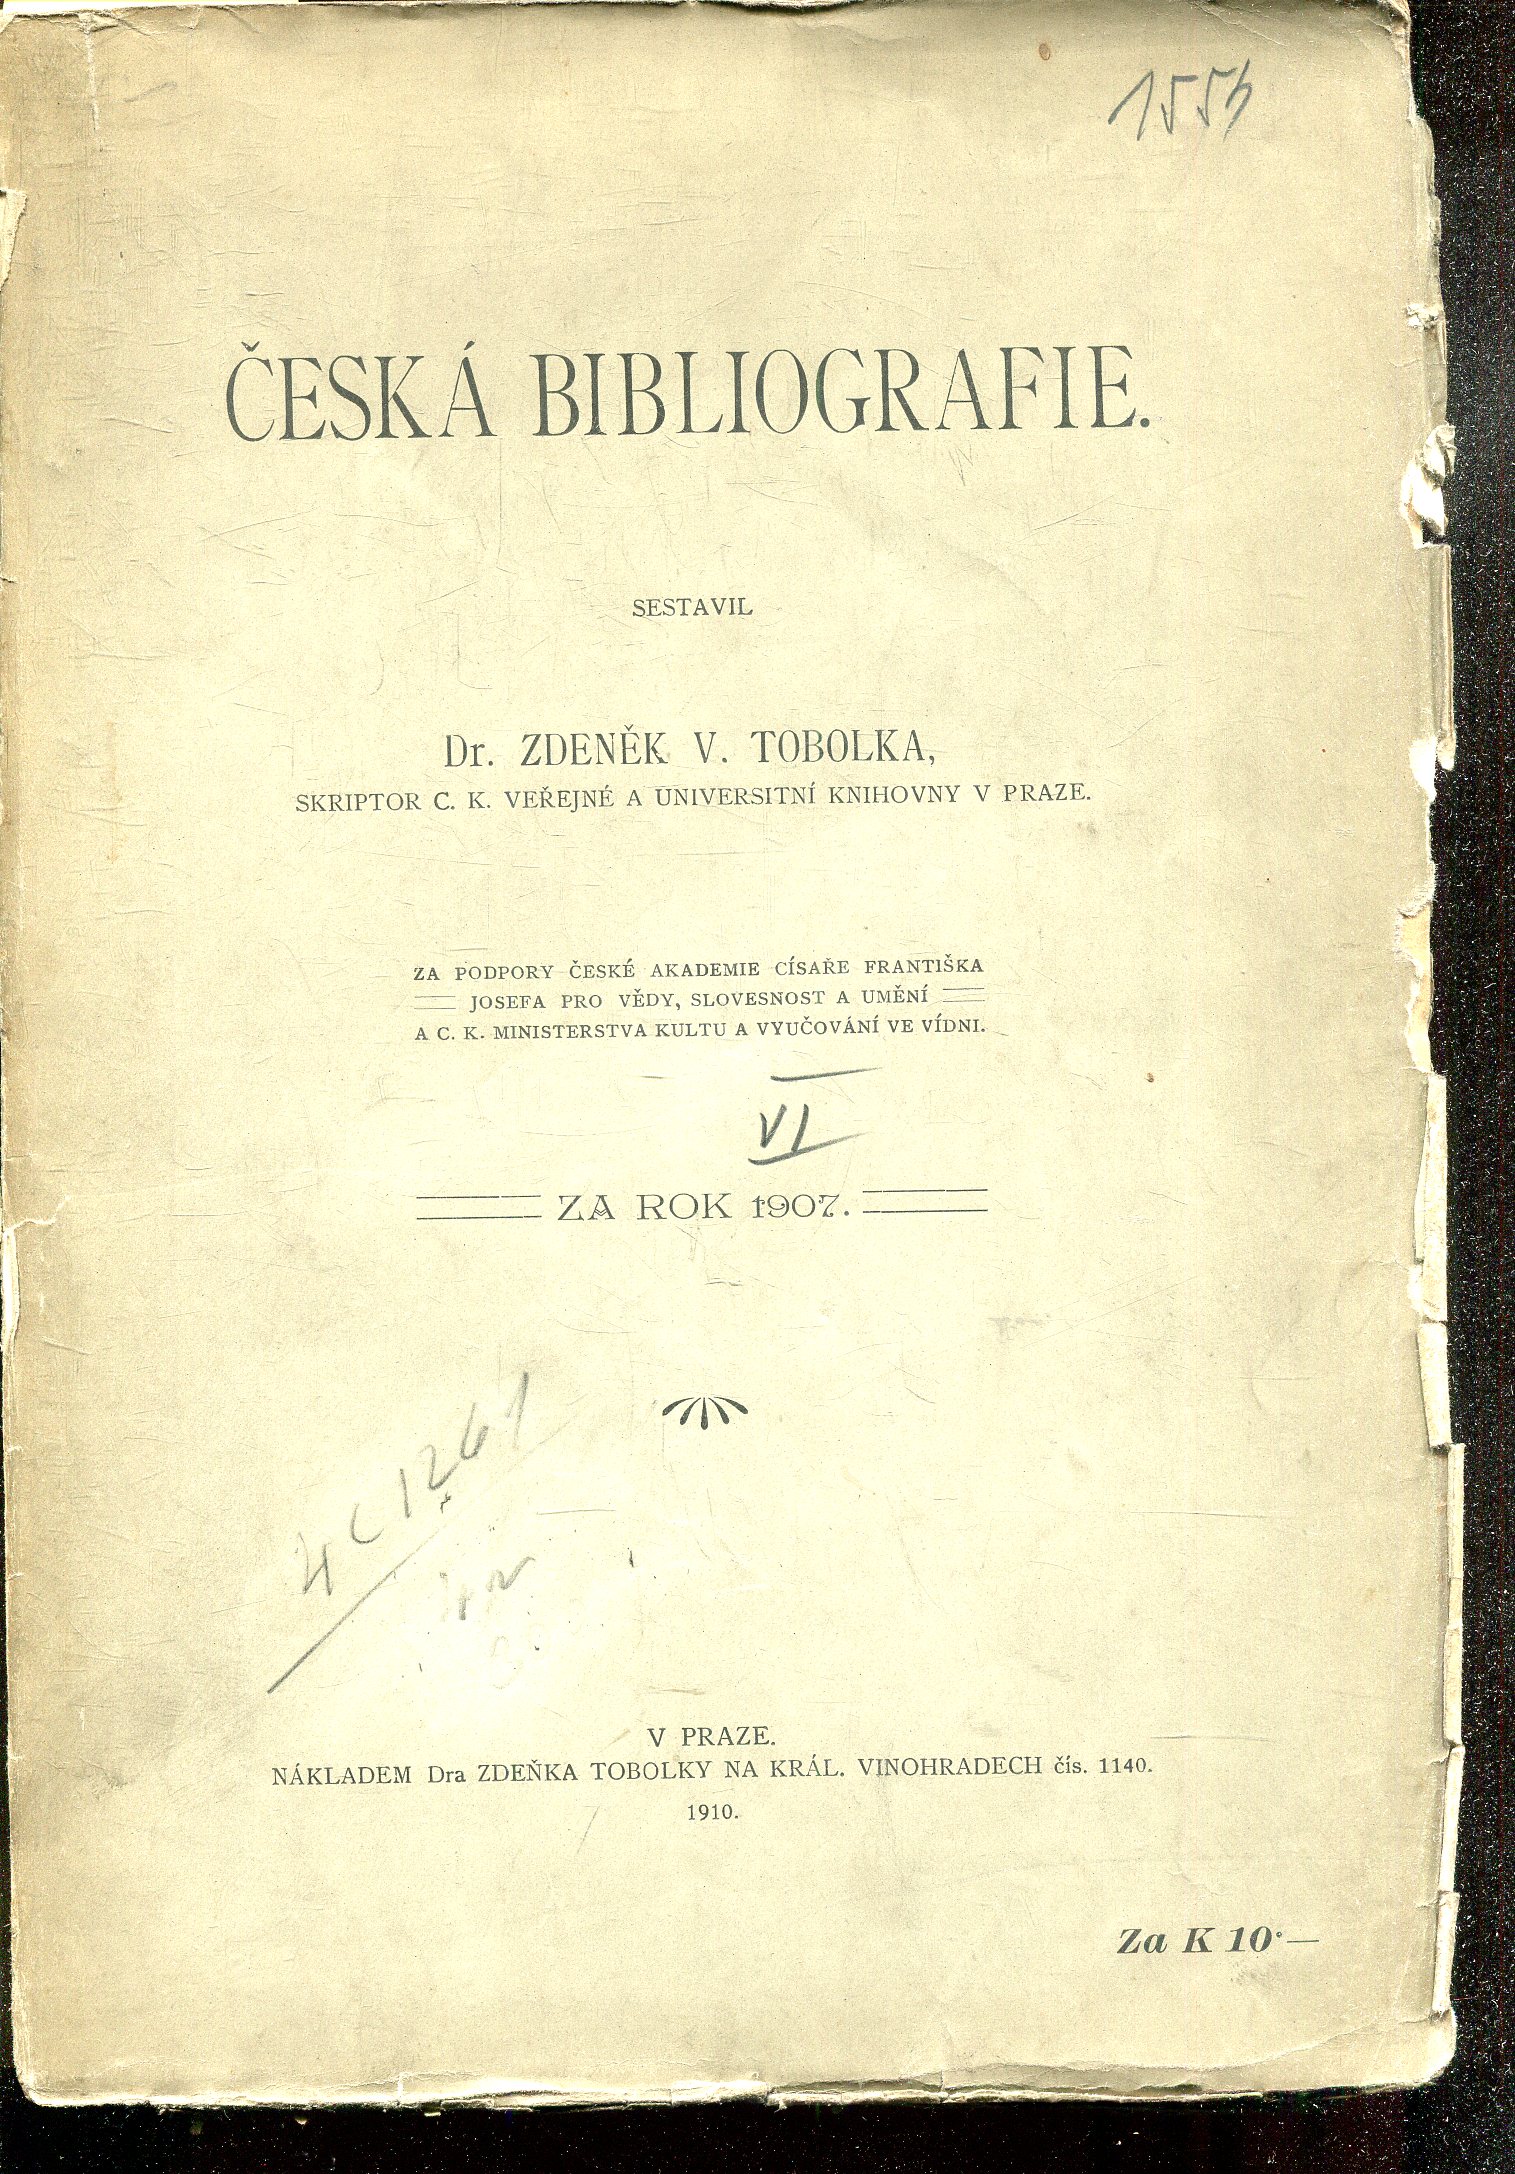 ČESKÁ BIBLIOGRAFIE.
SESTAVIL
Dr. ZDENĚK V. TOBOLKA,
SKRIPTOR C. K. VEŘEJNÉ A UNIVERSITNÍ KNIHOVNY V PRAZE.
ZA PODPORY ČESKÉ AKADEMIE CÍSAŘE FRANTIŠKA
JOSEFA PRO VĚDY, SLOVESNOST A UMĚNÍ
A C. K. MINISTERSTVA KULTU A VYUČOVÁNÍ VE VÍDNI.
VI
ZA ROK 1907.
V PRAZE.
NÁKLADEM Dra ZDEŇKA TOBOLKY NA KRÁL. VINOHRADECH čís. 1140.
1910.
Za K 10·—